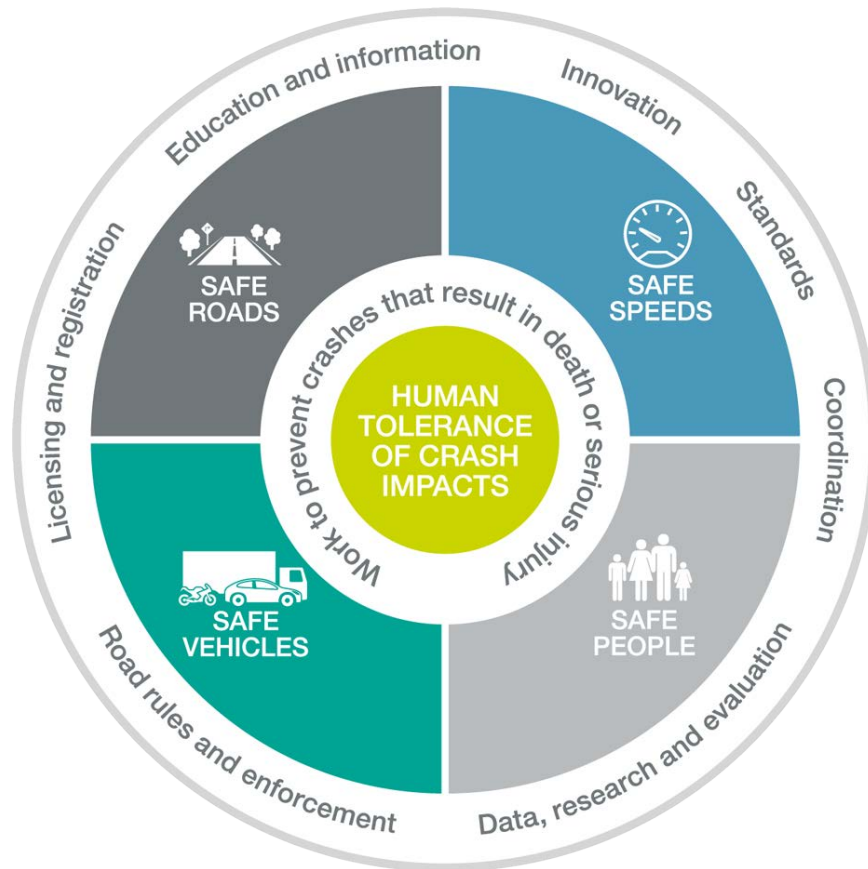 Education and information
Innovation
Standards
Coordination
Data, research and evaluation
Road rules and enforcement
Licensing and registration
SAFE
ROADS
SAFE
SPEEDS
SAFE
PEOPLE
SAFE
VEHICLES
Work to prevent crashes that result in death or serious injury
HUMAN
TOLERANCE
OF CRASH
IMPACTS